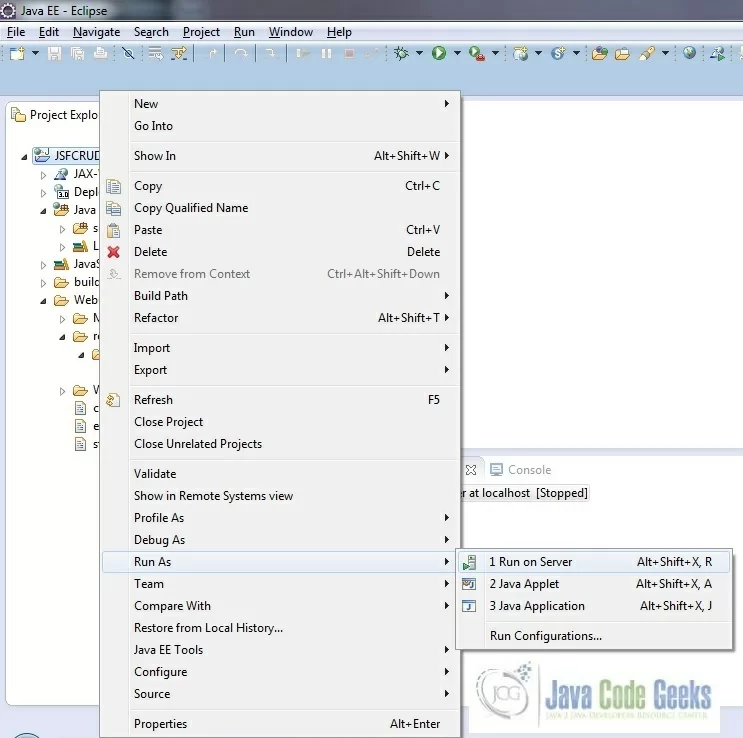 Java EE - Eclipse
File Edit Navigate Search Project Run Window Help
Project Explo
JSFCRUD
JAX-
Depl
3.0
Java
s
L
JavaS
build
Webs
N
re
W
c
e
st
New
Go Into
Show In Alt+Shift+W
Copy Ctrl+C
Copy Qualified Name
Paste Ctrl+V
Delete Delete
Remove from Context Ctrl+Alt+Shift+Down
Build Path
Refactor Alt+Shift+T
Import
Export
Refresh F5
Close Project
Close Unrelated Projects
Validate
Show in Remote Systems view
Profile As
Debug As
Run As
Team
Compare With
Restore from Local History...
Java EE Tools
Configure
Source
Properties Alt+Enter
Console
r at localhost [Stopped]
1 Run on Server Alt+Shift+X, R
2 Java Applet Alt+Shift+X, A
3 Java Application Alt+Shift+X, J
Run Configurations...
JCG
Java Code Geeks
JAVA 2 JAVA DEVELOPERS RESOURCE CENTER